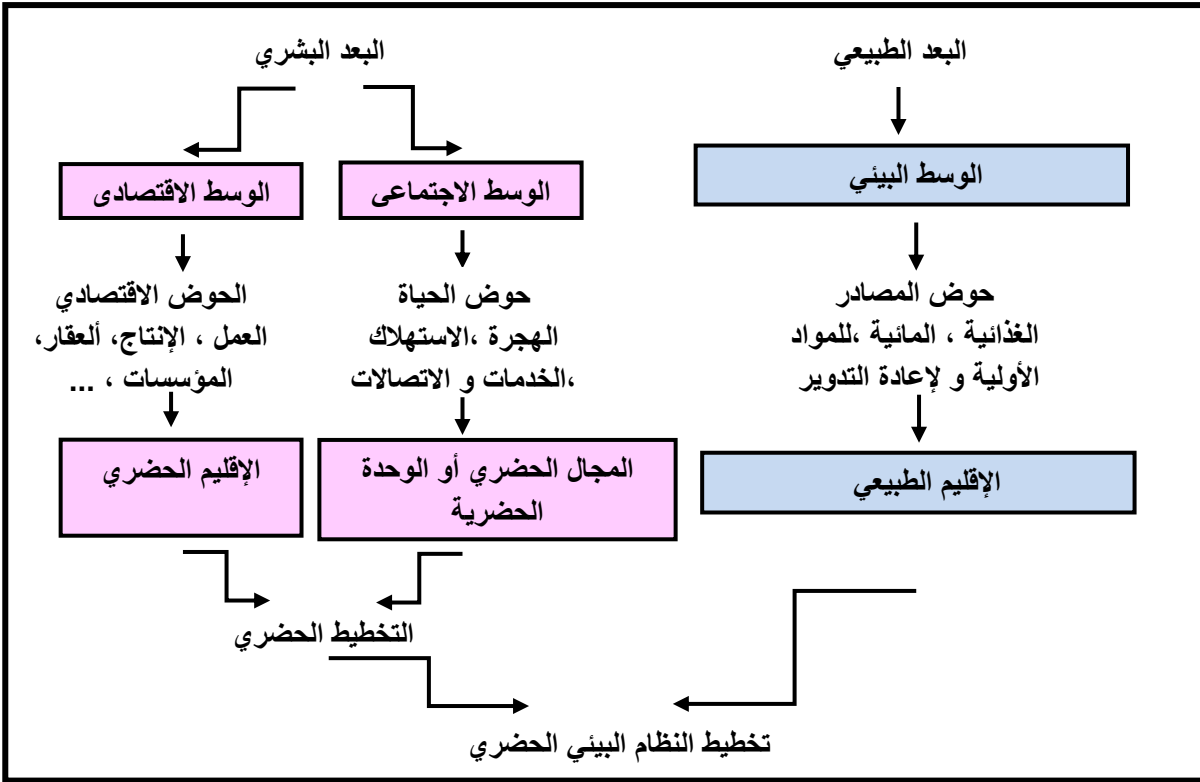 البعد الطبيعي
البعد البشري
الوسط البيئي
الوسط الاجتماعى
الوسط الاقتصادى
حوض المصادر
الغذائية ، المائية ،للمواد
الأولية و لإعادة التدوير
حوض الحياة
الهجرة ،الاستهلاك
،الخدمات و الاتصالات
الحوض الاقتصادي
العمل ، الإنتاج، ألعقار،
المؤسسات ، ...
الإقليم الطبيعي
المجال الحضري أو الوحدة
الحضرية
الإقليم الحضري
التخطيط الحضري
تخطيط النظام البيئي الحضري